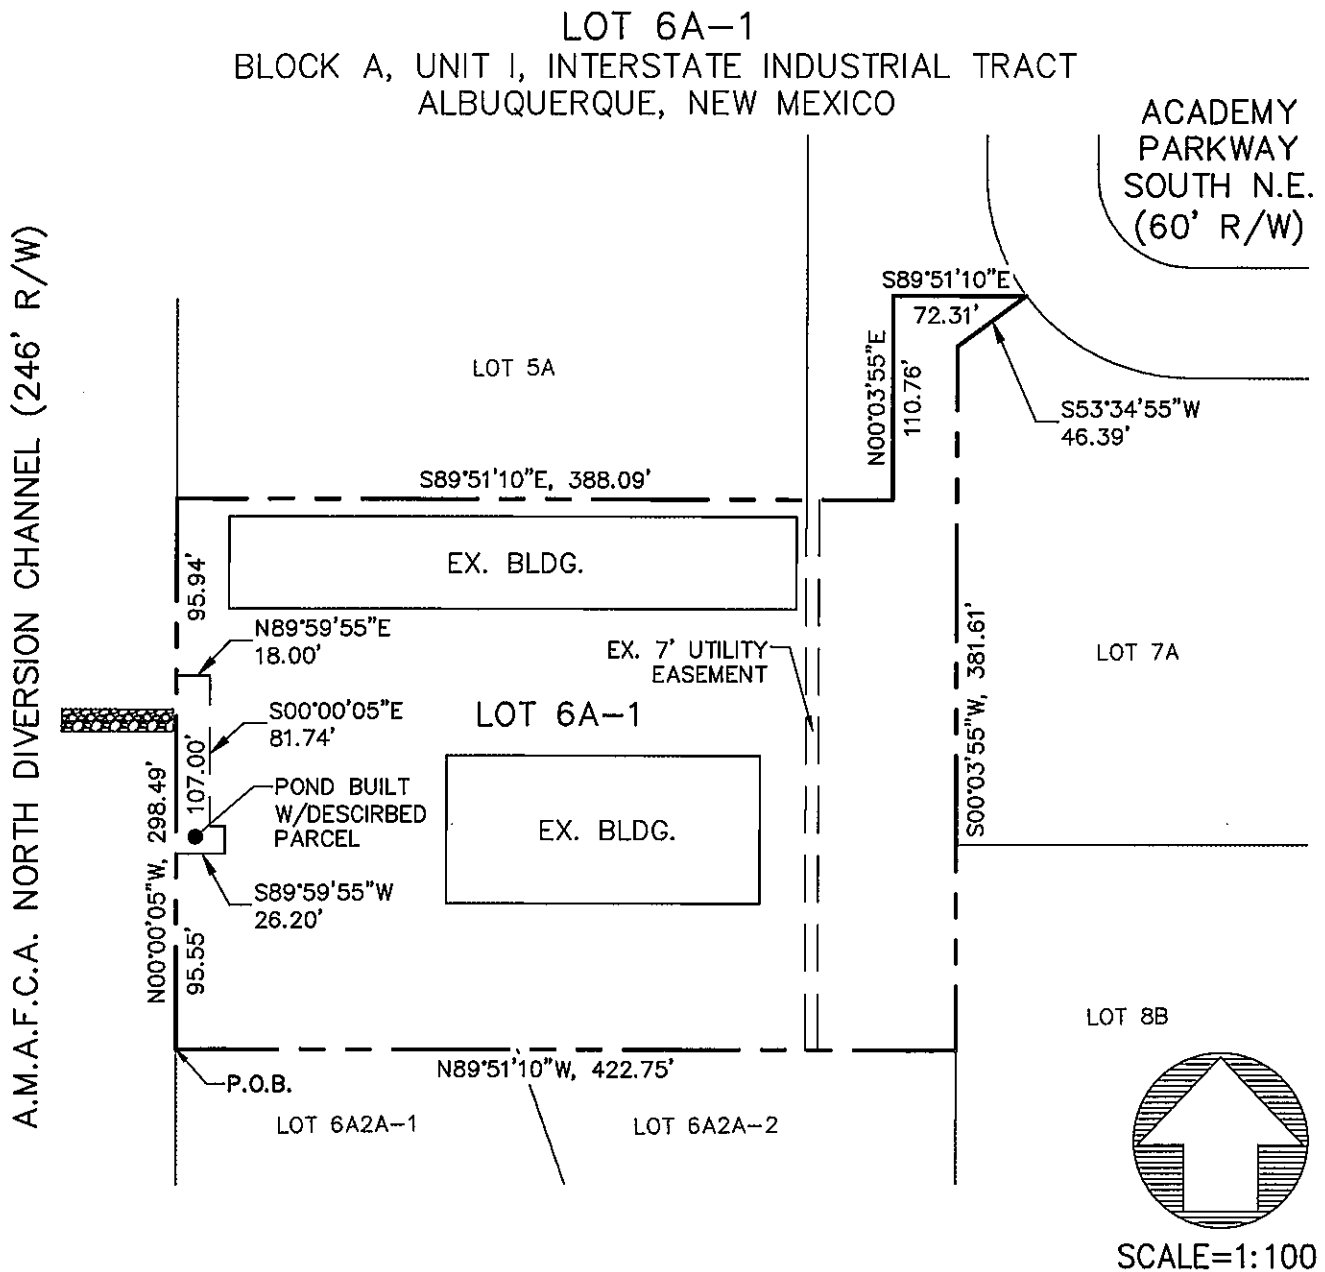 LOT 6A-1
BLOCK A, UNIT I, INTERSTATE INDUSTRIAL TRACT
ALBUQUERQUE, NEW MEXICO
ACADEMY
PARKWAY
SOUTH N.E.
(60' R/W)
A.M.A.F.C.A. NORTH DIVERSION CHANNEL (246' R/W)
S89°51'10"E
72.31'
N00°03'55"E
110.76'
S53°34'55"W
46.39'
LOT 5A
S89°51'10"E, 388.09'
EX. BLDG.
95.94'
N89°59'55"E
18.00'
EX. 7' UTILITY
EASEMENT
S00°03'55"W, 381.61'
LOT 7A
S00°00'05"E
81.74'
LOT 6A-1
107.00'
N00°00'05"W, 298.49'
POND BUILT
W/DESCIRBED
PARCEL
EX. BLDG.
S89°59'55"W
26.20'
95.55'
LOT 8B
N89°51'10"W, 422.75'
P.O.B.
LOT 6A2A-1
LOT 6A2A-2
SCALE=1:100